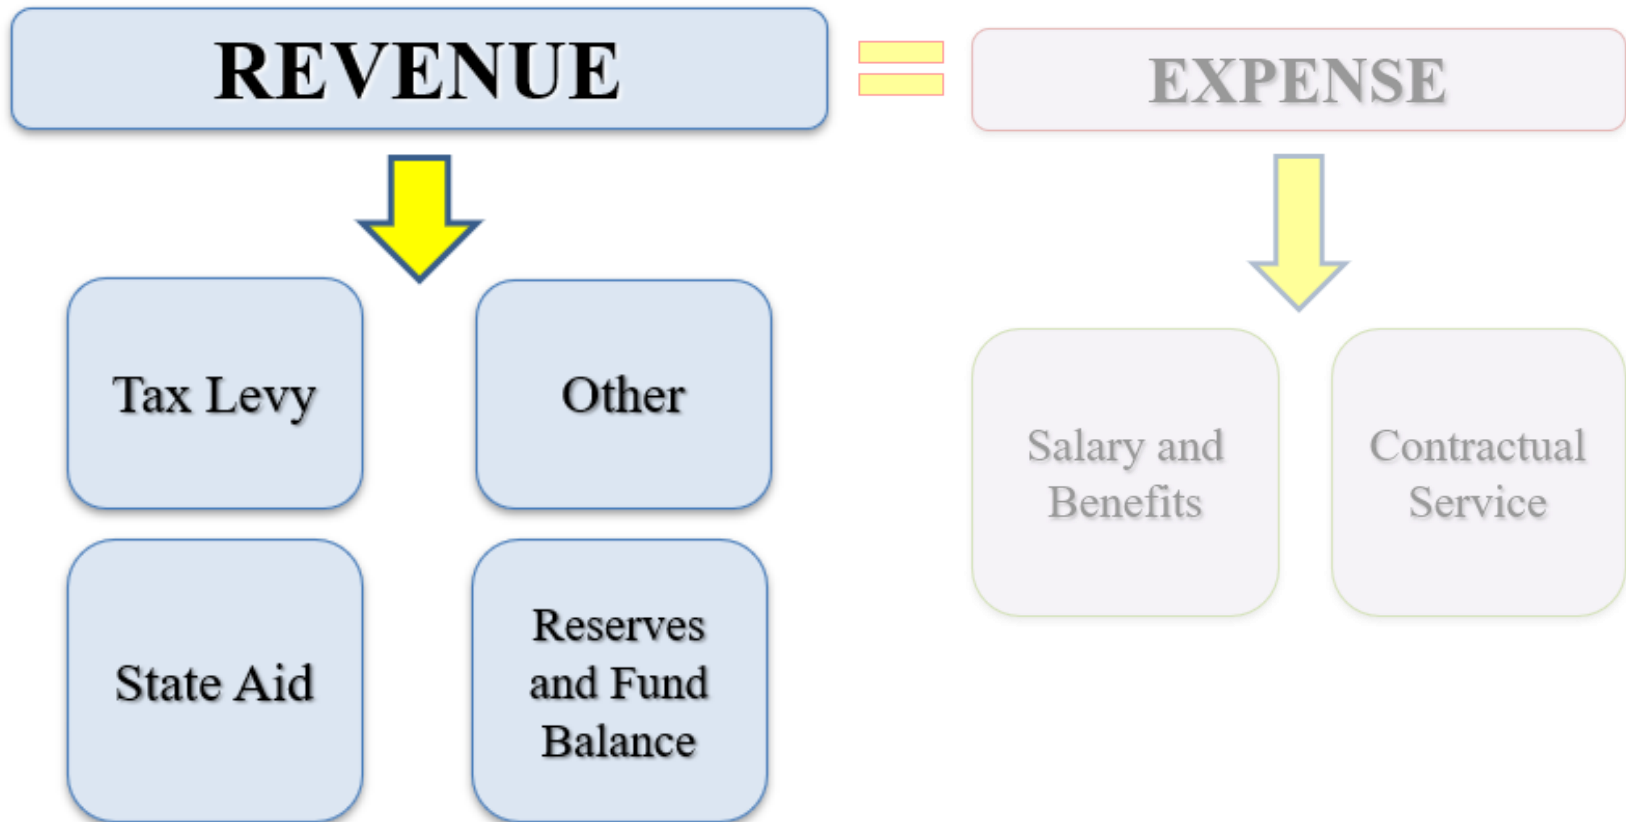 REVENUE
EXPENSE
Tax Levy
Other
State Aid
Reserves
and Fund
Balance
Salary and
Benefits
Contractual
Service